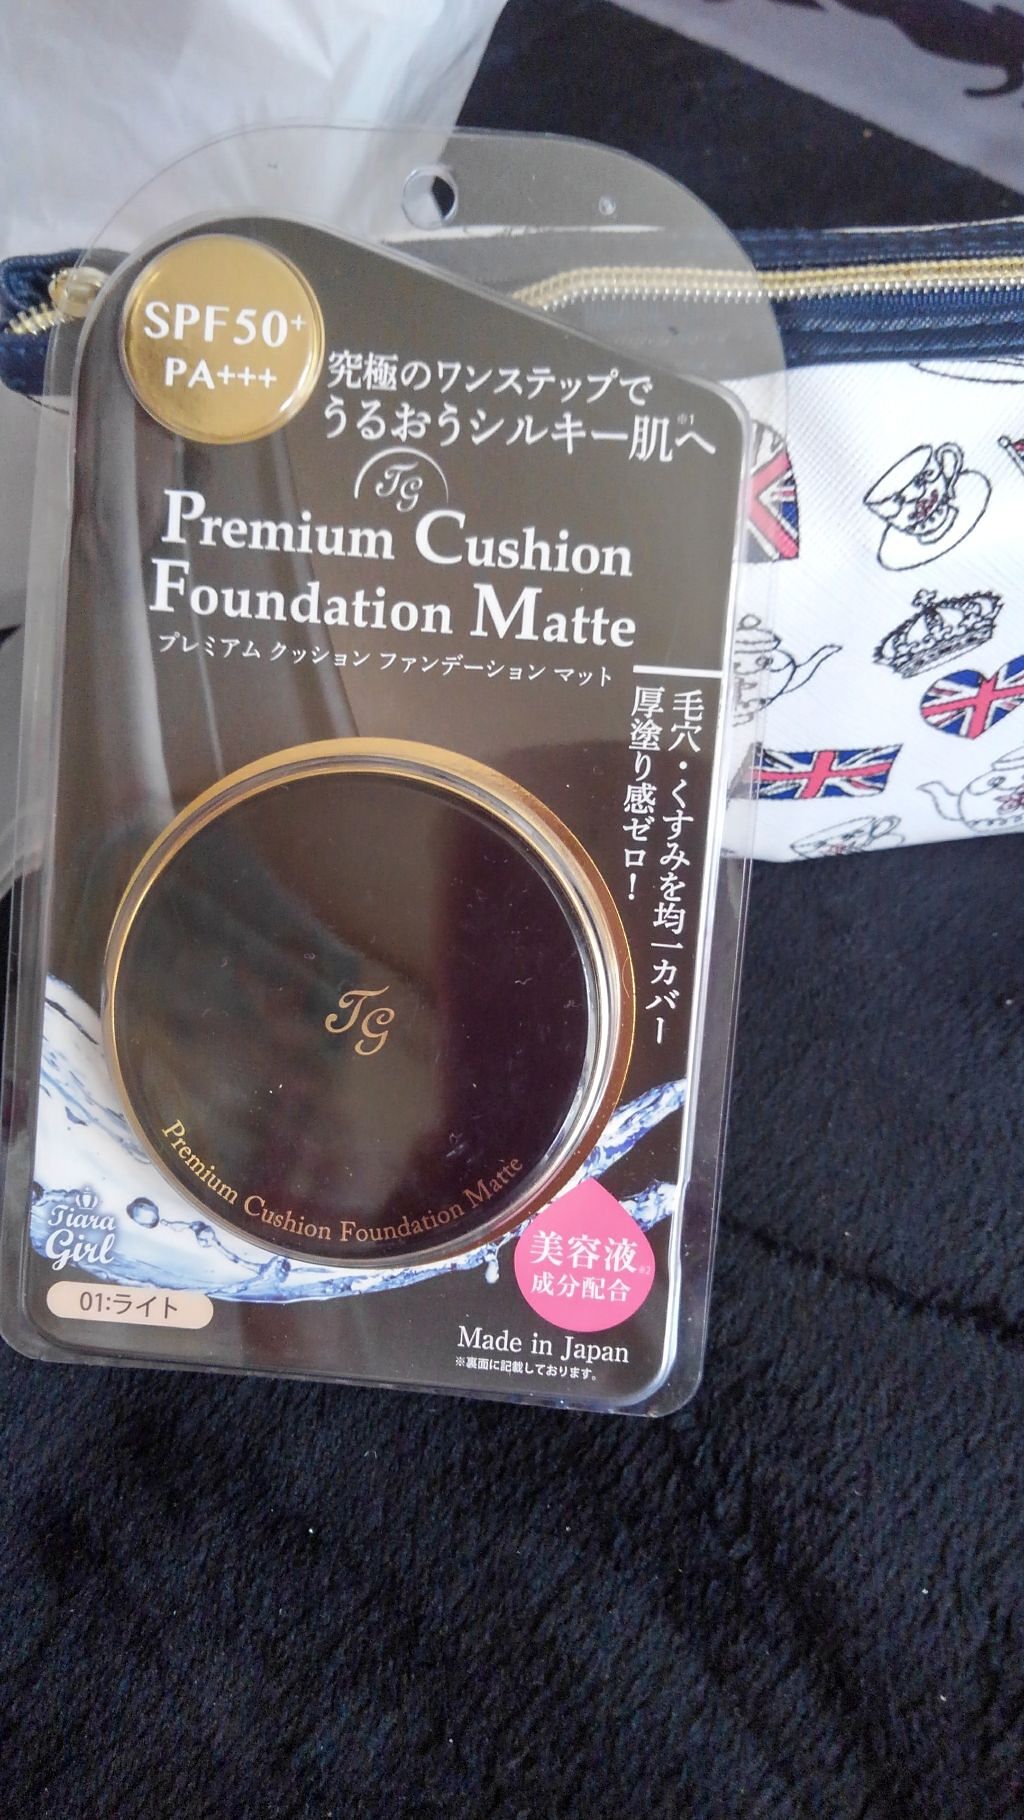 SPF50+
PA+++
究極のワンステップで
うるおうシルキー肌へ※1
TG
Premium Cushion
Foundation Matte
プレミアム クッション ファンデーション マット
毛穴・くすみを均一カバー
厚塗り感ゼロ!
TG
Premium Cushion Foundation Matte
Tiara
Girl
美容液※2
成分配合
01:ライト
Made in Japan
※裏面に記載しております。